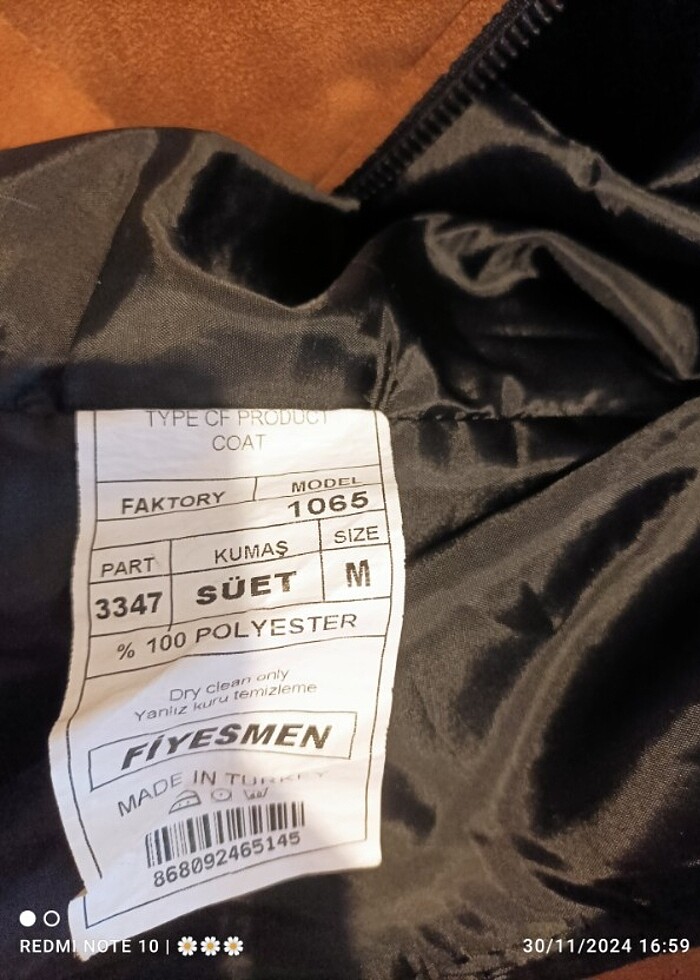 TYPE OF PRODUCT
COAT
FAKTORY MODEL
1065
PART KUMAŞ SIZE
3347 SÜET M
% 100 POLYESTER
Dry clean only
Yanlız kuru temizleme
FİYESMEN
MADE IN TURKEY
868092465145
REDMI NOTE 10 | 🌼🌼🌼 30/11/2024 16:59